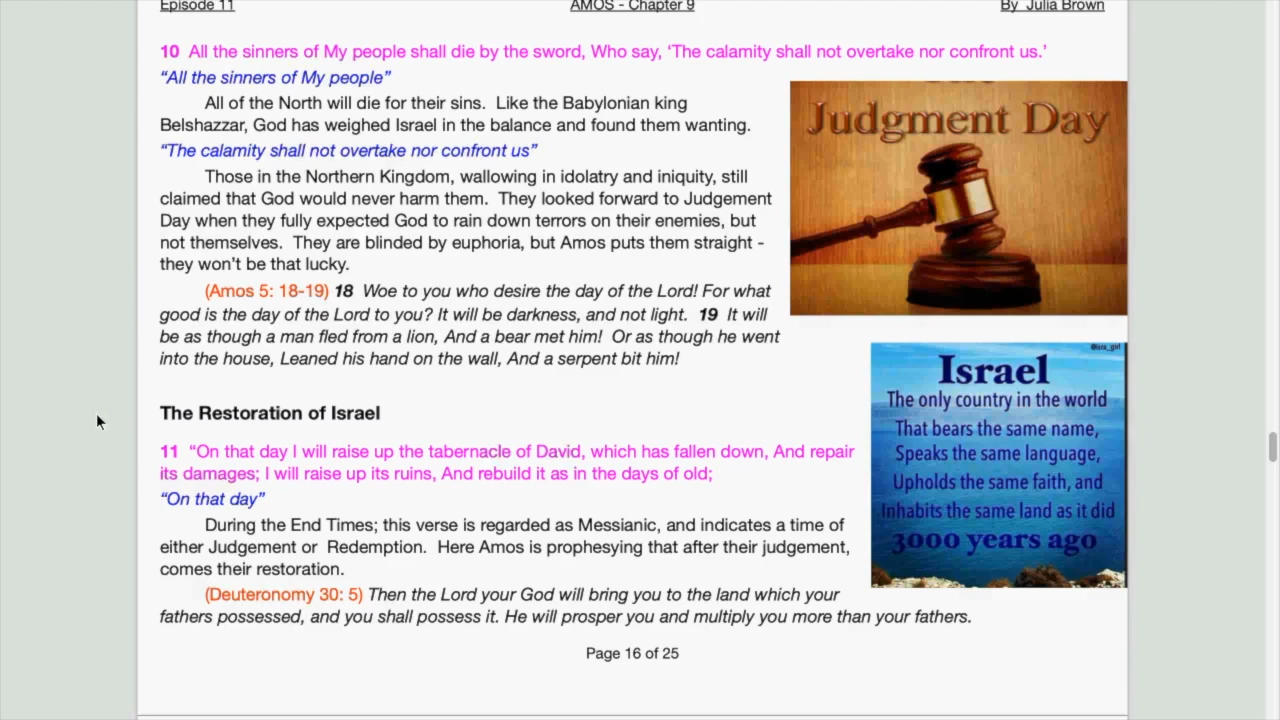 Episode 11 AMOS - Chapter 9 By Julia Brown
10 All the sinners of My people shall die by the sword, Who say, ‘The calamity shall not overtake nor confront us.’
“All the sinners of My people”
All of the North will die for their sins. Like the Babylonian king
Belshazzar, God has weighed Israel in the balance and found them wanting.
“The calamity shall not overtake nor confront us”
Those in the Northern Kingdom, wallowing in idolatry and iniquity, still
claimed that God would never harm them. They looked forward to Judgement
Day when they fully expected God to rain down terrors on their enemies, but
not themselves. They are blinded by euphoria, but Amos puts them straight -
they won’t be that lucky.
(Amos 5: 18-19) 18 Woe to you who desire the day of the Lord! For what
good is the day of the Lord to you? It will be darkness, and not light. 19 It will
be as though a man fled from a lion, And a bear met him! Or as though he went
into the house, Leaned his hand on the wall, And a serpent bit him!
Judgment Day
The Restoration of Israel
11 “On that day I will raise up the tabernacle of David, which has fallen down, And repair
its damages; I will raise up its ruins, And rebuild it as in the days of old;
“On that day”
During the End Times; this verse is regarded as Messianic, and indicates a time of
either Judgement or Redemption. Here Amos is prophesying that after their judgement,
comes their restoration.
(Deuteronomy 30: 5) Then the Lord your God will bring you to the land which your
fathers possessed, and you shall possess it. He will prosper you and multiply you more than your fathers.
@isra_girl
Israel
The only country in the world
That bears the same name,
Speaks the same language,
Upholds the same faith, and
Inhabits the same land as it did
3000 years ago
Page 16 of 25